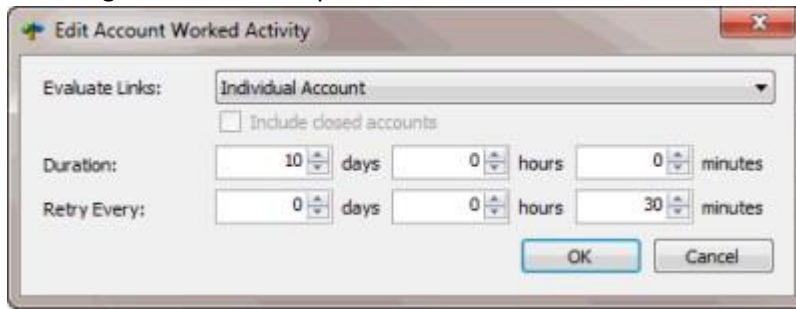 Edit Account Worked Activity
Evaluate Links: Individual Account
Include closed accounts
Duration: 10 days 0 hours 0 minutes
Retry Every: 0 days 0 hours 30 minutes
OK Cancel